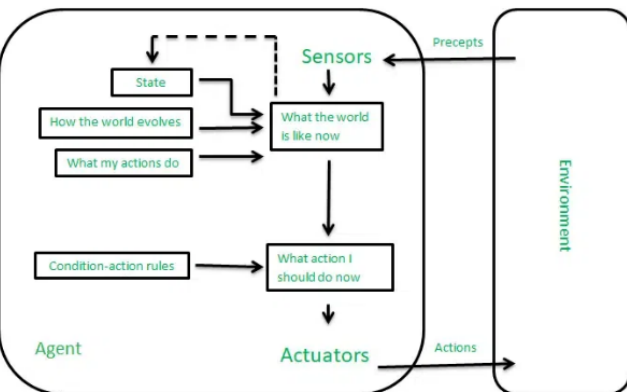 Sensors
Precepts
State
How the world evolves
What the world
is like now
What my actions do
Environment
Condition-action rules
What action I
should do now
Agent
Actuators
Actions